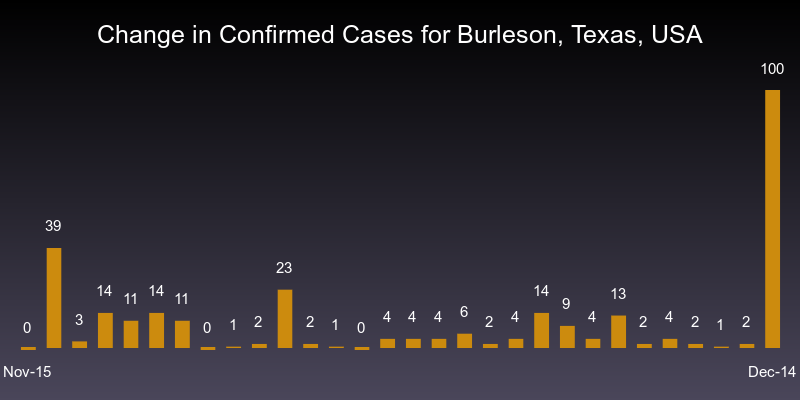 Change in Confirmed Cases for Burleson, Texas, USA
100
39
23
14 11 14 11
14 9 13
3 6
0 0 1 2 2 1 0 4 4 4 2 4 4 2 4 2 1 2
Nov-15 Dec-14